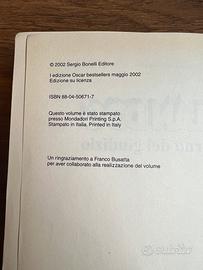 © 2002 Sergio Bonelli Editore
I edizione Oscar bestsellers maggio 2002
Edizione su licenza
ISBN 88-04-50671-7
Questo volume è stato stampato
presso Mondadori Printing S.p.A.
Stampato in Italia. Printed in Italy
Un ringraziamento a Franco Busatta
per aver collaborato alla realizzazione del volume
subito